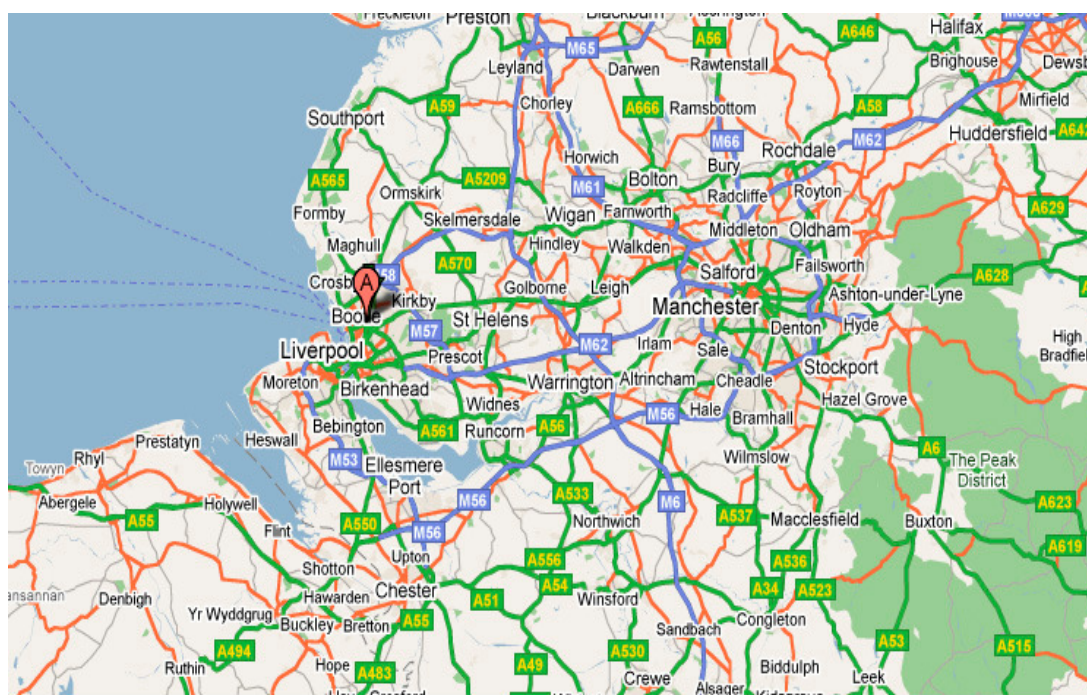 Preston
Blackburn
M65
A56
A646
Halifax
Leyland
Darwen
Rawtenstall
Brighouse
A59
Chorley
A666
Ramsbottom
A58
Mirfield
Southport
M66
M62
Huddersfield
Horwich
Bury
Rochdale
A565
Ormskirk
A5209
M61
Bolton
Radcliffe
Royton
A629
Formby
Skelmersdale
Wigan
Farnworth
Middleton
Oldham
Maghull
Hindley
Walkden
Failsworth
A570
Salford
A628
A
Kirkby
Golborne
Leigh
Manchester
Ashton-under-Lyne
Bootle
St Helens
M57
M62
Irlam
Denton
Hyde
High
Bradfield
Liverpool
Prescot
Sale
Stockport
Moreton
Birkenhead
Warrington
Altrincham
Cheadle
Hazel Grove
Widnes
M56
Hale
Bramhall
Bebington
A561
Runcorn
A56
Prestatyn
Heswall
A6
Towyn
Rhyl
M53
Ellesmere
Port
Wilmslow
The Peak
District
Abergele
Holywell
M56
A533
M6
A623
A55
A550
Flint
M56
Northwich
A537
Macclesfield
Buxton
Upton
A556
A536
A619
Shotton
Chester
A54
A34
A523
Denbigh
Hawarden
A51
Winsford
Yr Wyddgrug
Buckley
Bretton
A55
Sandbach
Congleton
A494
A53
A515
Ruthin
Hope
A483
A49
A530
Crewe
Biddulph
Leek
Alsager